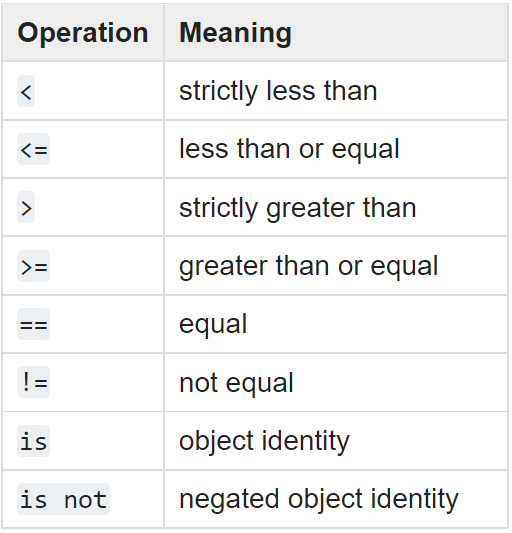 Operation Meaning
< strictly less than
<= less than or equal
> strictly greater than
>= greater than or equal
== equal
!= not equal
is object identity
is not negated object identity